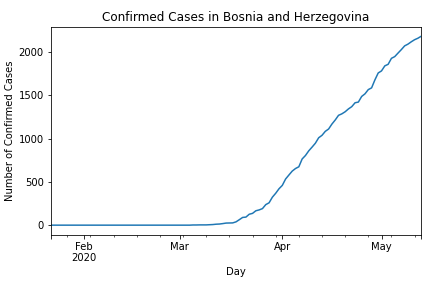 Confirmed Cases in Bosnia and Herzegovina
Number of Confirmed Cases
2000
1500
1000
500
0
Feb
2020
Mar
Apr
May
Day